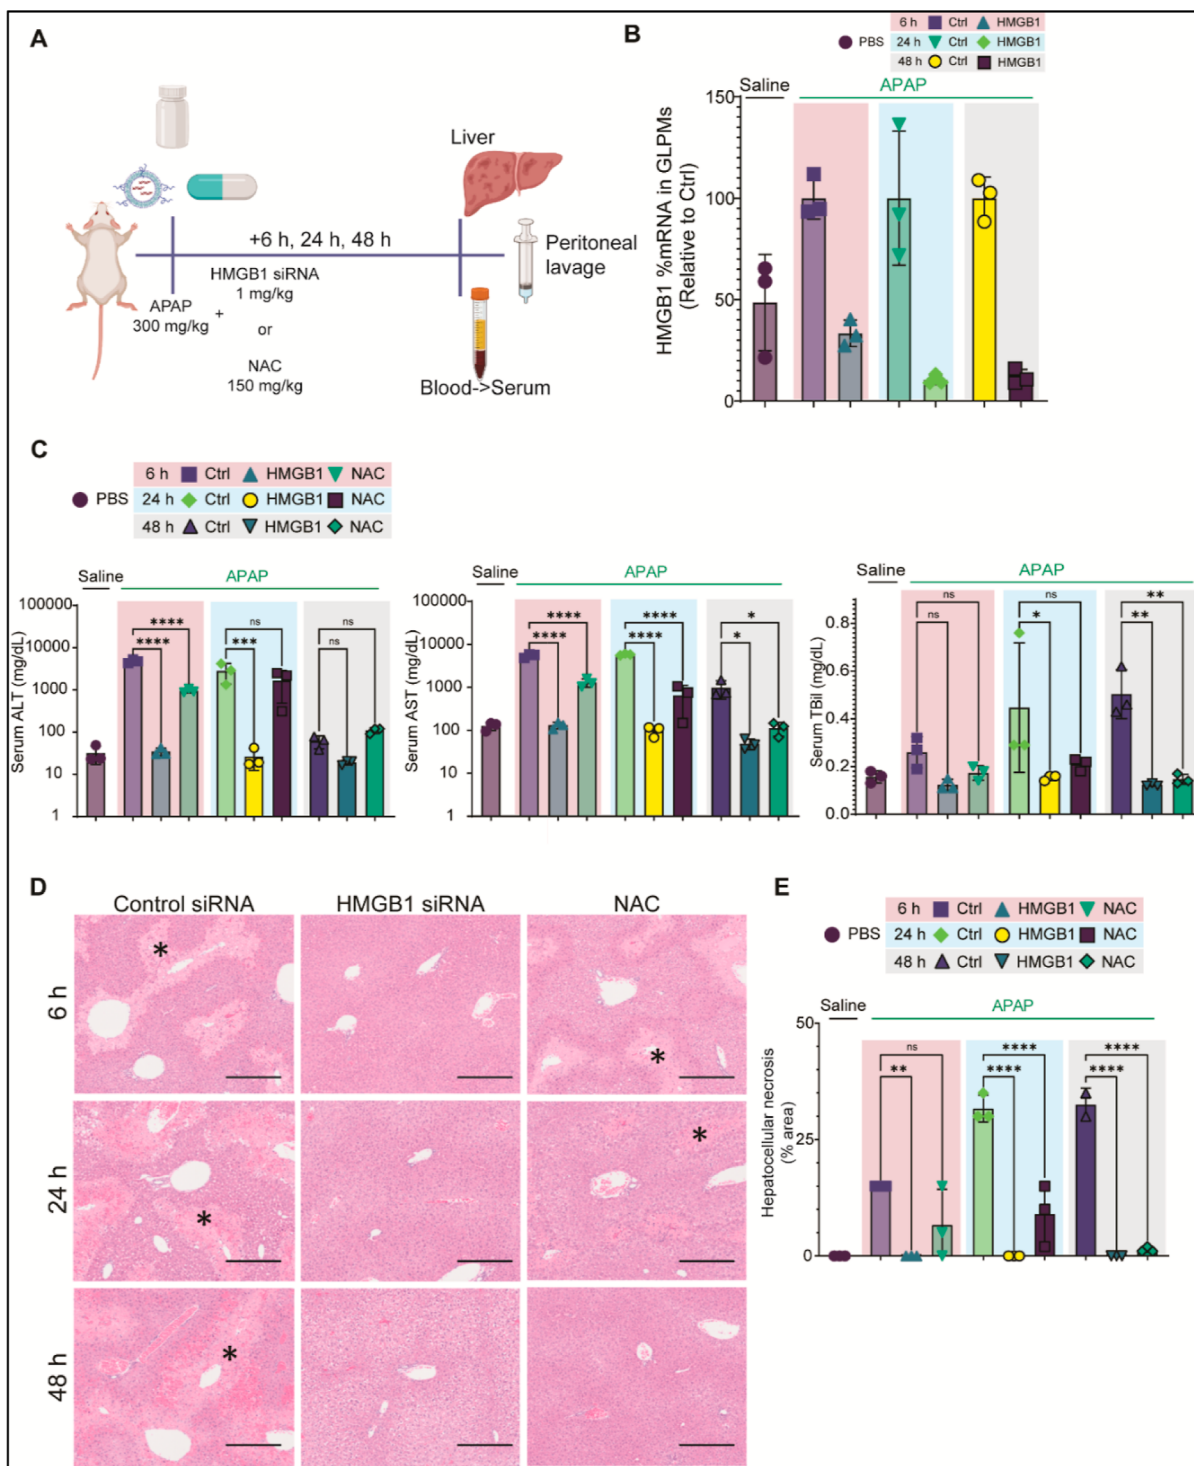 A
Liver
+6 h, 24 h, 48 h
HMGB1 siRNA
1 mg/kg
APAP
300 mg/kg
+
or
NAC
150 mg/kg
Peritoneal
lavage
Blood->Serum
B
6 h Ctrl HMGB1
PBS 24 h Ctrl HMGB1
48 h Ctrl HMGB1
Saline APAP
HMGB1 %mRNA in GLPMs
(Relative to Ctrl)
150
100
50
0
C
6 h Ctrl HMGB1 NAC
PBS 24 h Ctrl HMGB1 NAC
48 h Ctrl HMGB1 NAC
Saline APAP
Serum ALT (mg/dL)
100000
10000
1000
100
10
1
****
****
ns
***
ns
ns
Saline APAP
Serum AST (mg/dL)
100000
10000
1000
100
10
1
****
****
****
****
*
*
Saline APAP
Serum TBil (mg/dL)
0.8
0.6
0.4
0.2
0.0
ns
ns
ns
*
**
**
D
Control siRNA HMGB1 siRNA NAC
6 h
*
*
24 h
*
*
48 h
*
E
6 h Ctrl HMGB1 NAC
PBS 24 h Ctrl HMGB1 NAC
48 h Ctrl HMGB1 NAC
Saline APAP
Hepatocellular necrosis
(% area)
50
25
0
ns
**
****
****
****
****